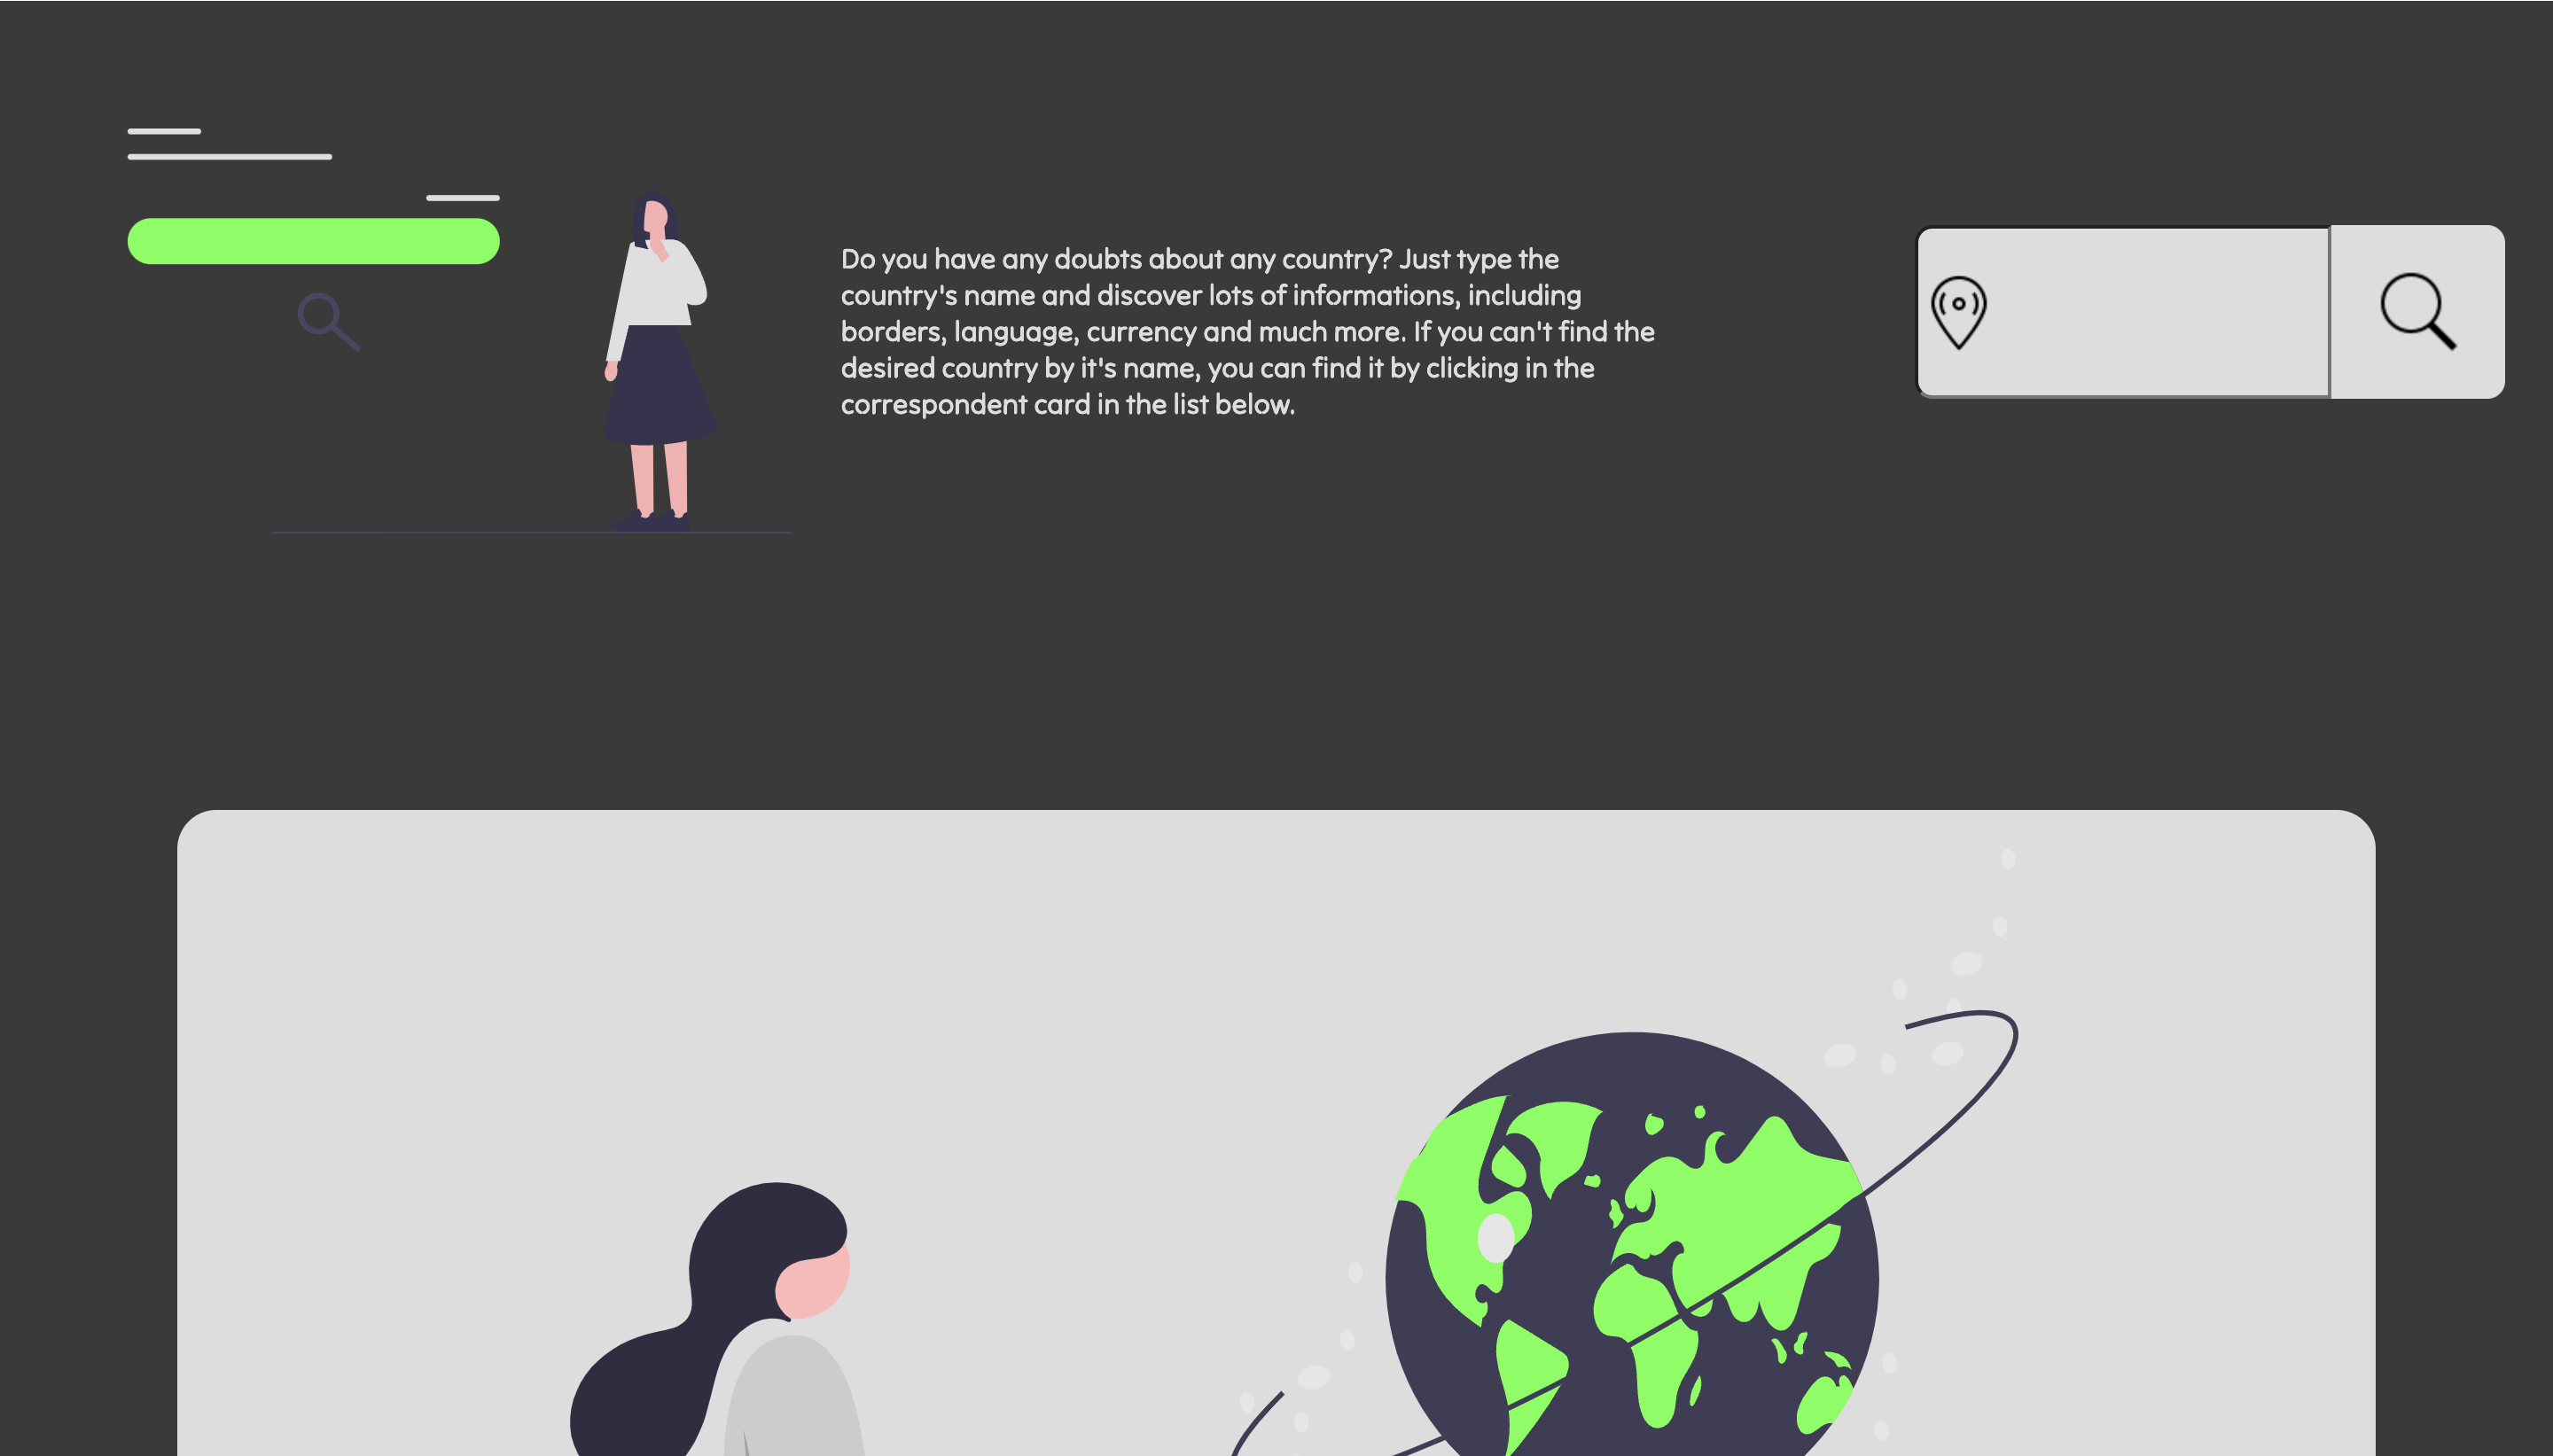 Do you have any doubts about any country? Just type the
country's name and discover lots of informations, including
borders, language, currency and much more. If you can't find the
desired country by it's name, you can find it by clicking in the
correspondent card in the list below.